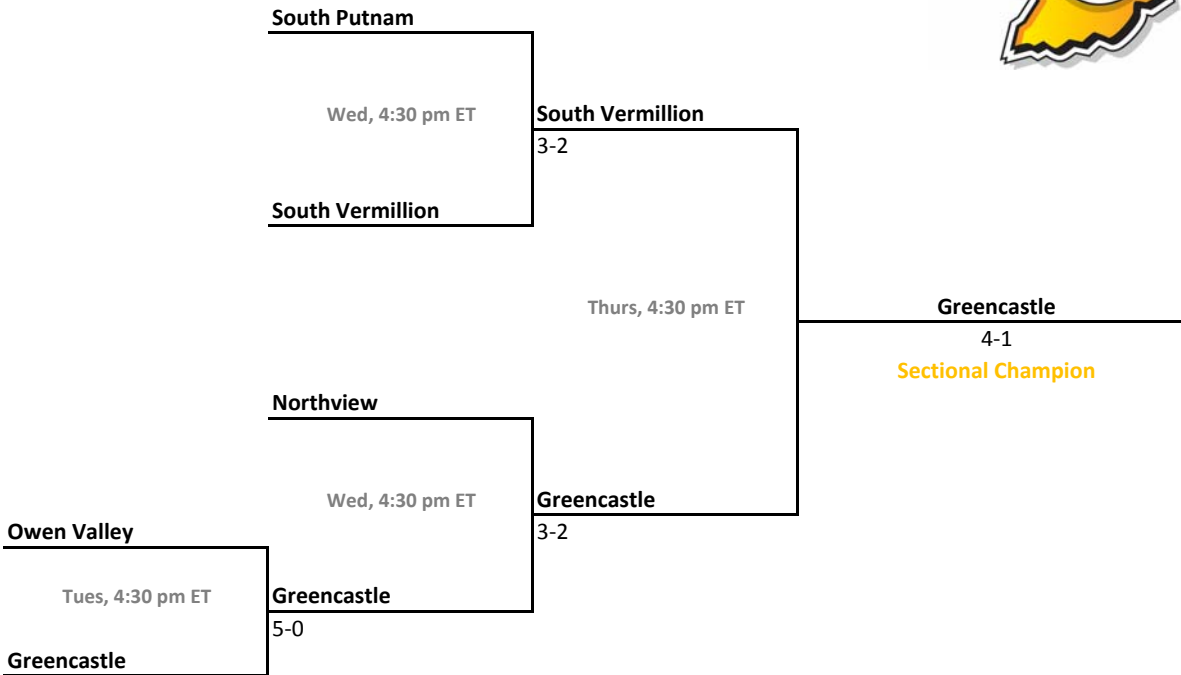 South Putnam
Wed, 4:30 pm ET
South Vermillion
3-2
South Vermillion
Thurs, 4:30 pm ET
Greencastle
4-1
Sectional Champion
Northview
Wed, 4:30 pm ET
Greencastle
3-2
Owen Valley
Tues, 4:30 pm ET
Greencastle
5-0
Greencastle